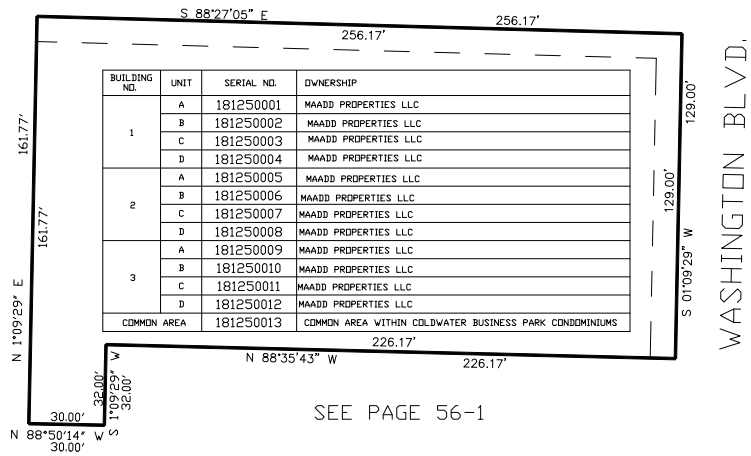 S 88°27'05" E
256.17'
256.17'
WASHINGTON BLVD.
129.00'
129.00'
S 01°09'29" W
161.77'
161.77'
N 1°09'29" E
BUILDING NO. UNIT SERIAL NO. OWNERSHIP
1
A 181250001 MAADD PROPERTIES LLC
B 181250002 MAADD PROPERTIES LLC
C 181250003 MAADD PROPERTIES LLC
D 181250004 MAADD PROPERTIES LLC
2
A 181250005 MAADD PROPERTIES LLC
B 181250006 MAADD PROPERTIES LLC
C 181250007 MAADD PROPERTIES LLC
D 181250008 MAADD PROPERTIES LLC
3
A 181250009 MAADD PROPERTIES LLC
B 181250010 MAADD PROPERTIES LLC
C 181250011 MAADD PROPERTIES LLC
D 181250012 MAADD PROPERTIES LLC
COMMON AREA 181250013 COMMON AREA WITHIN COLDWATER BUSINESS PARK CONDOMINIUMS
226.17'
N 88°35'43" W
226.17'
32.00'
S 1°09'29" W
32.00'
30.00'
N 88°50'14" W
30.00'
SEE PAGE 56-1